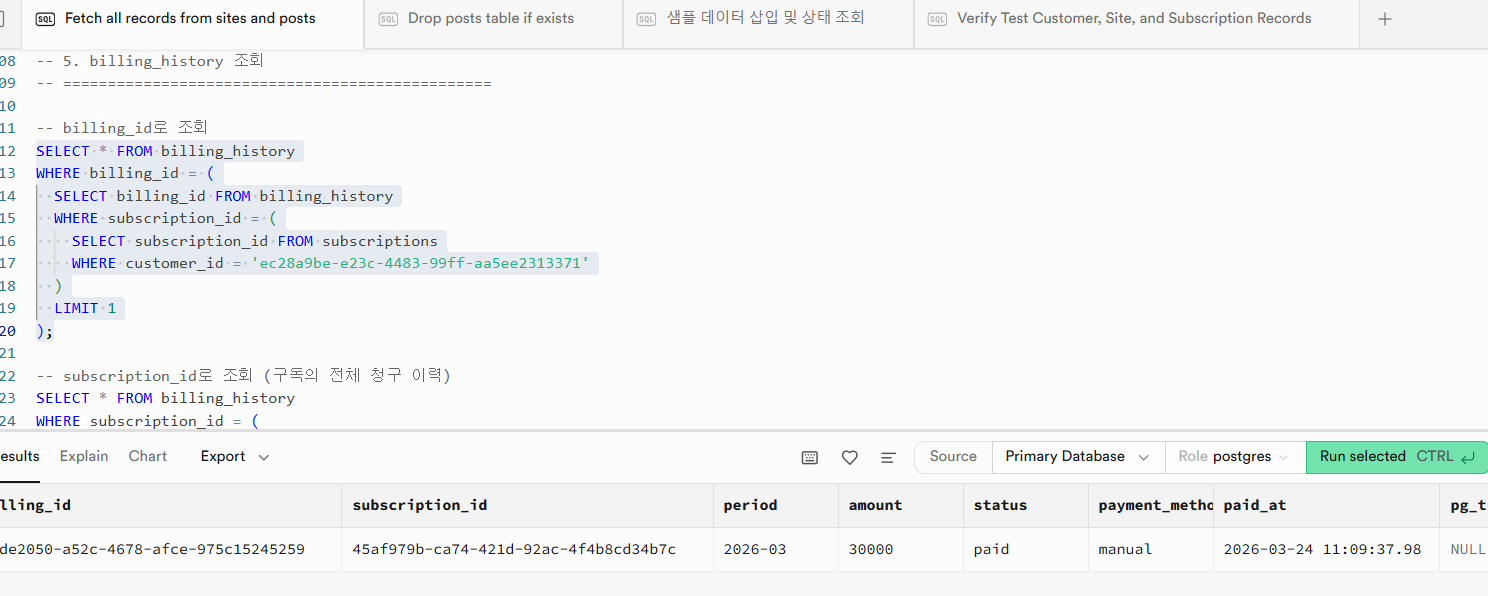 SQL Fetch all records from sites and posts
SQL Drop posts table if exists
SQL 샘플 데이터 삽입 및 상태 조회
SQL Verify Test Customer, Site, and Subscription Records
08 -- 5. billing_history 조회
09 -- ================================================
10
11 -- billing_id로 조회
12 SELECT * FROM billing_history
13 WHERE billing_id = (
14 SELECT billing_id FROM billing_history
15 WHERE subscription_id = (
16 SELECT subscription_id FROM subscriptions
17 WHERE customer_id = 'ec28a9be-e23c-4483-99ff-aa5ee2313371'
18 )
19 LIMIT 1
20 );
21
22 -- subscription_id로 조회 (구독의 전체 청구 이력)
23 SELECT * FROM billing_history
24 WHERE subscription_id = (
esults Explain Chart Export Source Primary Database Role postgres Run selected CTRL
lling_id subscription_id period amount status payment_metho paid_at pg_t
de2050-a52c-4678-afce-975c15245259 45af979b-ca74-421d-92ac-4f4b8cd34b7c 2026-03 30000 paid manual 2026-03-24 11:09:37.98 NULL